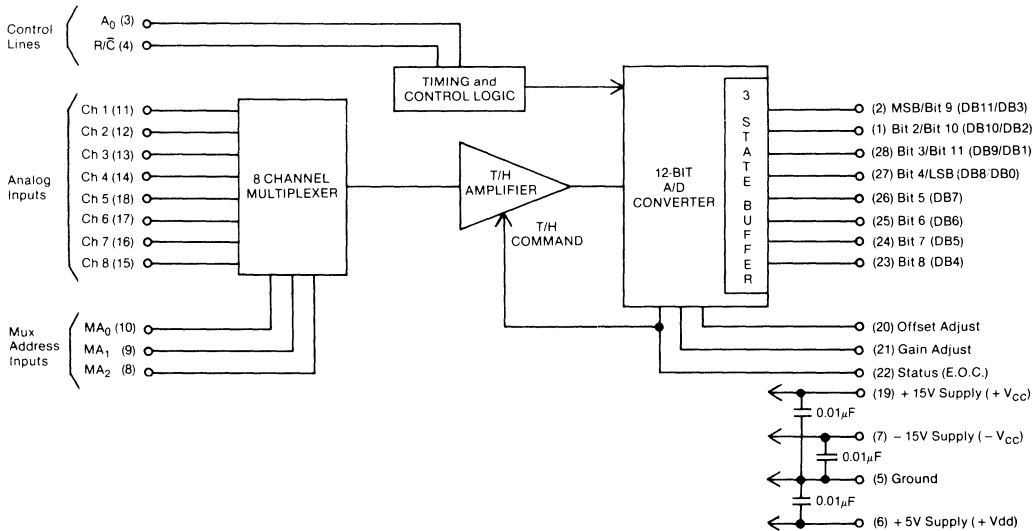 Control
Lines
A0 (3)
R/C̅ (4)
TIMING and
CONTROL LOGIC
Analog
Inputs
Ch 1 (11)
Ch 2 (12)
Ch 3 (13)
Ch 4 (14)
Ch 5 (18)
Ch 6 (17)
Ch 7 (16)
Ch 8 (15)
8 CHANNEL
MULTIPLEXER
T/H
AMPLIFIER
T/H
COMMAND
12-BIT
A/D
CONVERTER
3 STATE BUFFER
(2) MSB/Bit 9 (DB11/DB3)
(1) Bit 2/Bit 10 (DB10/DB2)
(28) Bit 3/Bit 11 (DB9/DB1)
(27) Bit 4/LSB (DB8:DB0)
(26) Bit 5 (DB7)
(25) Bit 6 (DB6)
(24) Bit 7 (DB5)
(23) Bit 8 (DB4)
Mux
Address
Inputs
MA0 (10)
MA1 (9)
MA2 (8)
(20) Offset Adjust
(21) Gain Adjust
(22) Status (E.O.C.)
(19) + 15V Supply (+ VCC)
0.01µF
(7) – 15V Supply (– VCC)
0.01µF
(5) Ground
0.01µF
(6) + 5V Supply (+ Vdd)